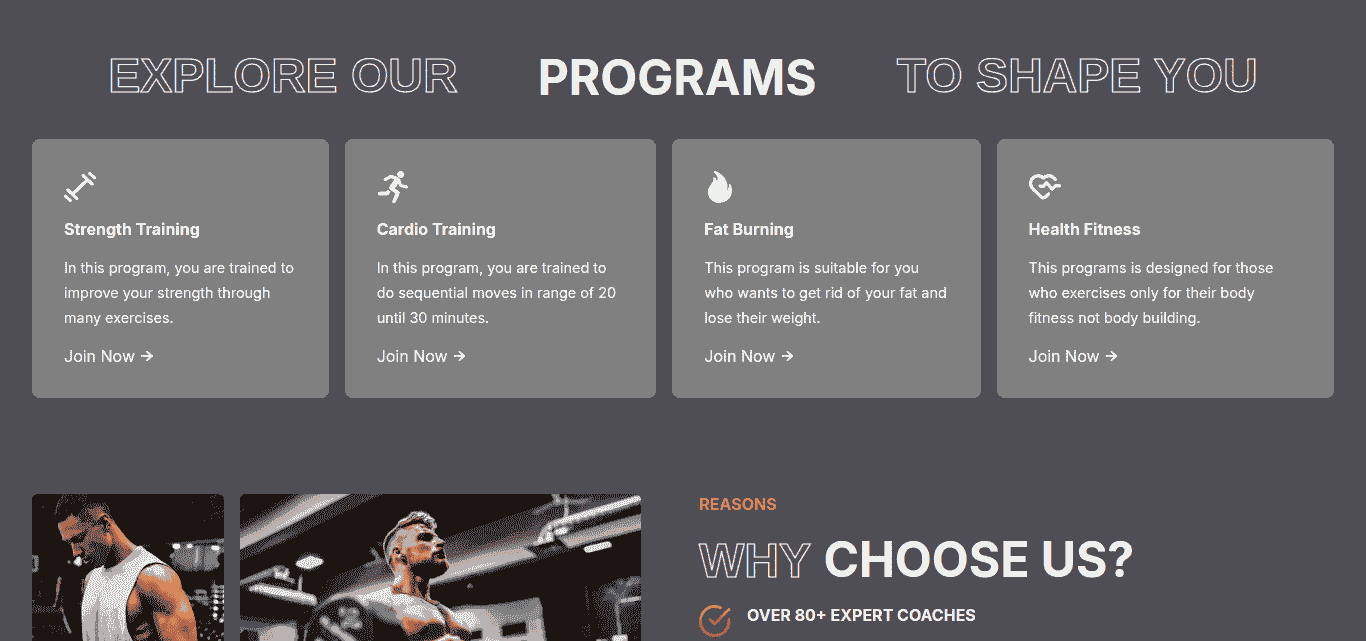 EXPLORE OUR PROGRAMS TO SHAPE YOU
Strength Training
In this program, you are trained to
improve your strength through
many exercises.
Join Now →
Cardio Training
In this program, you are trained to
do sequential moves in range of 20
until 30 minutes.
Join Now →
Fat Burning
This program is suitable for you
who wants to get rid of your fat and
lose their weight.
Join Now →
Health Fitness
This programs is designed for those
who exercises only for their body
fitness not body building.
Join Now →
REASONS
WHY CHOOSE US?
OVER 80+ EXPERT COACHES